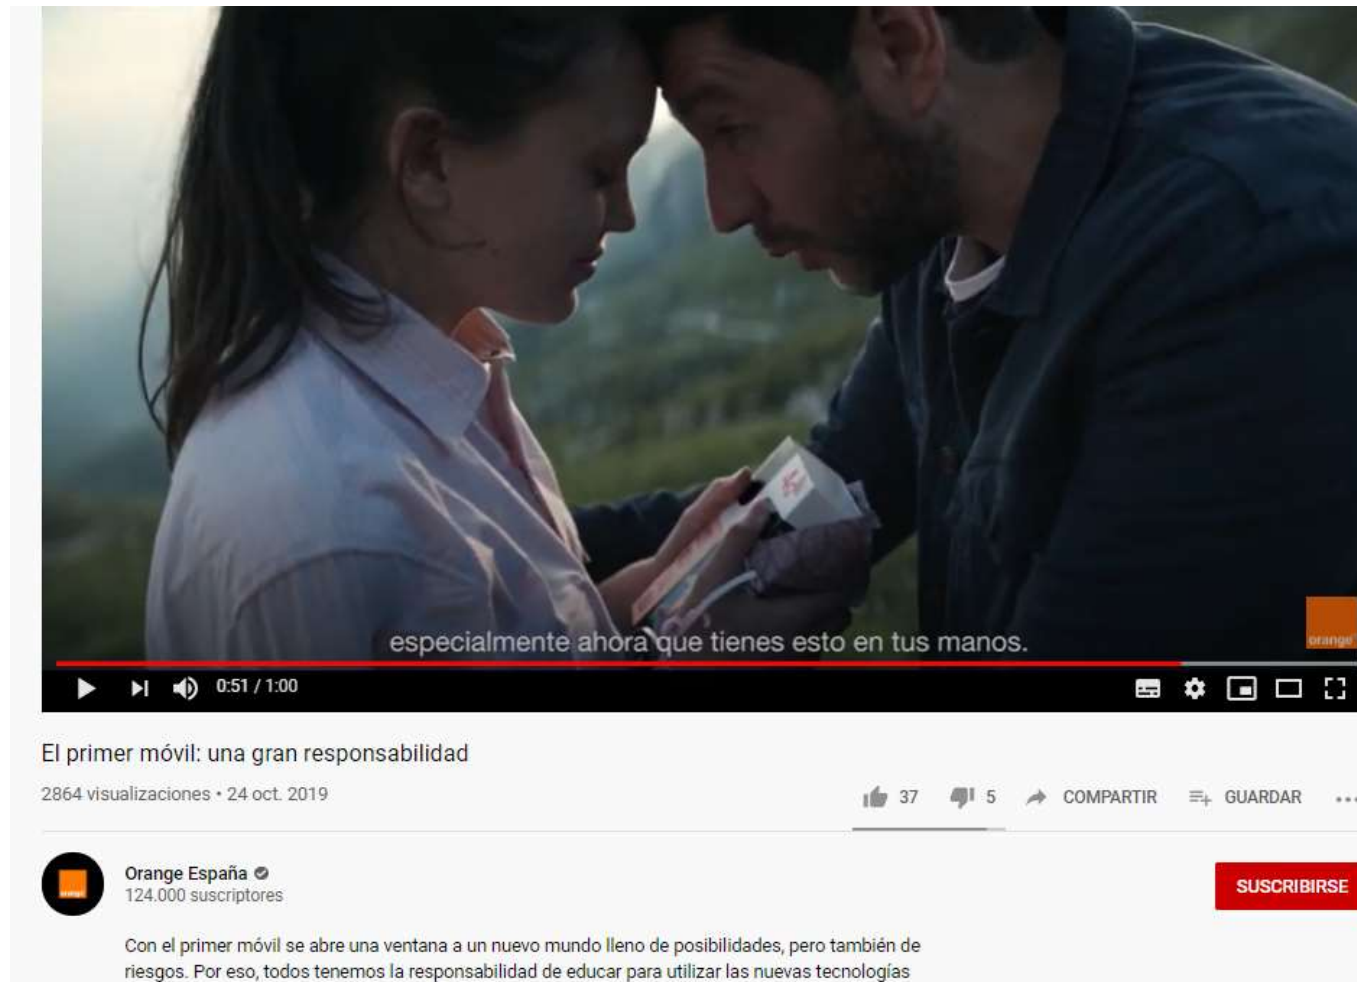 especialmente ahora que tienes esto en tus manos.
orange
0:51 / 1:00
El primer móvil: una gran responsabilidad
2864 visualizaciones • 24 oct. 2019
37 5 COMPARTIR GUARDAR
orange
Orange España
124.000 suscriptores
SUSCRIBIRSE
Con el primer móvil se abre una ventana a un nuevo mundo lleno de posibilidades, pero también de
riesgos. Por eso, todos tenemos la responsabilidad de educar para utilizar las nuevas tecnologías